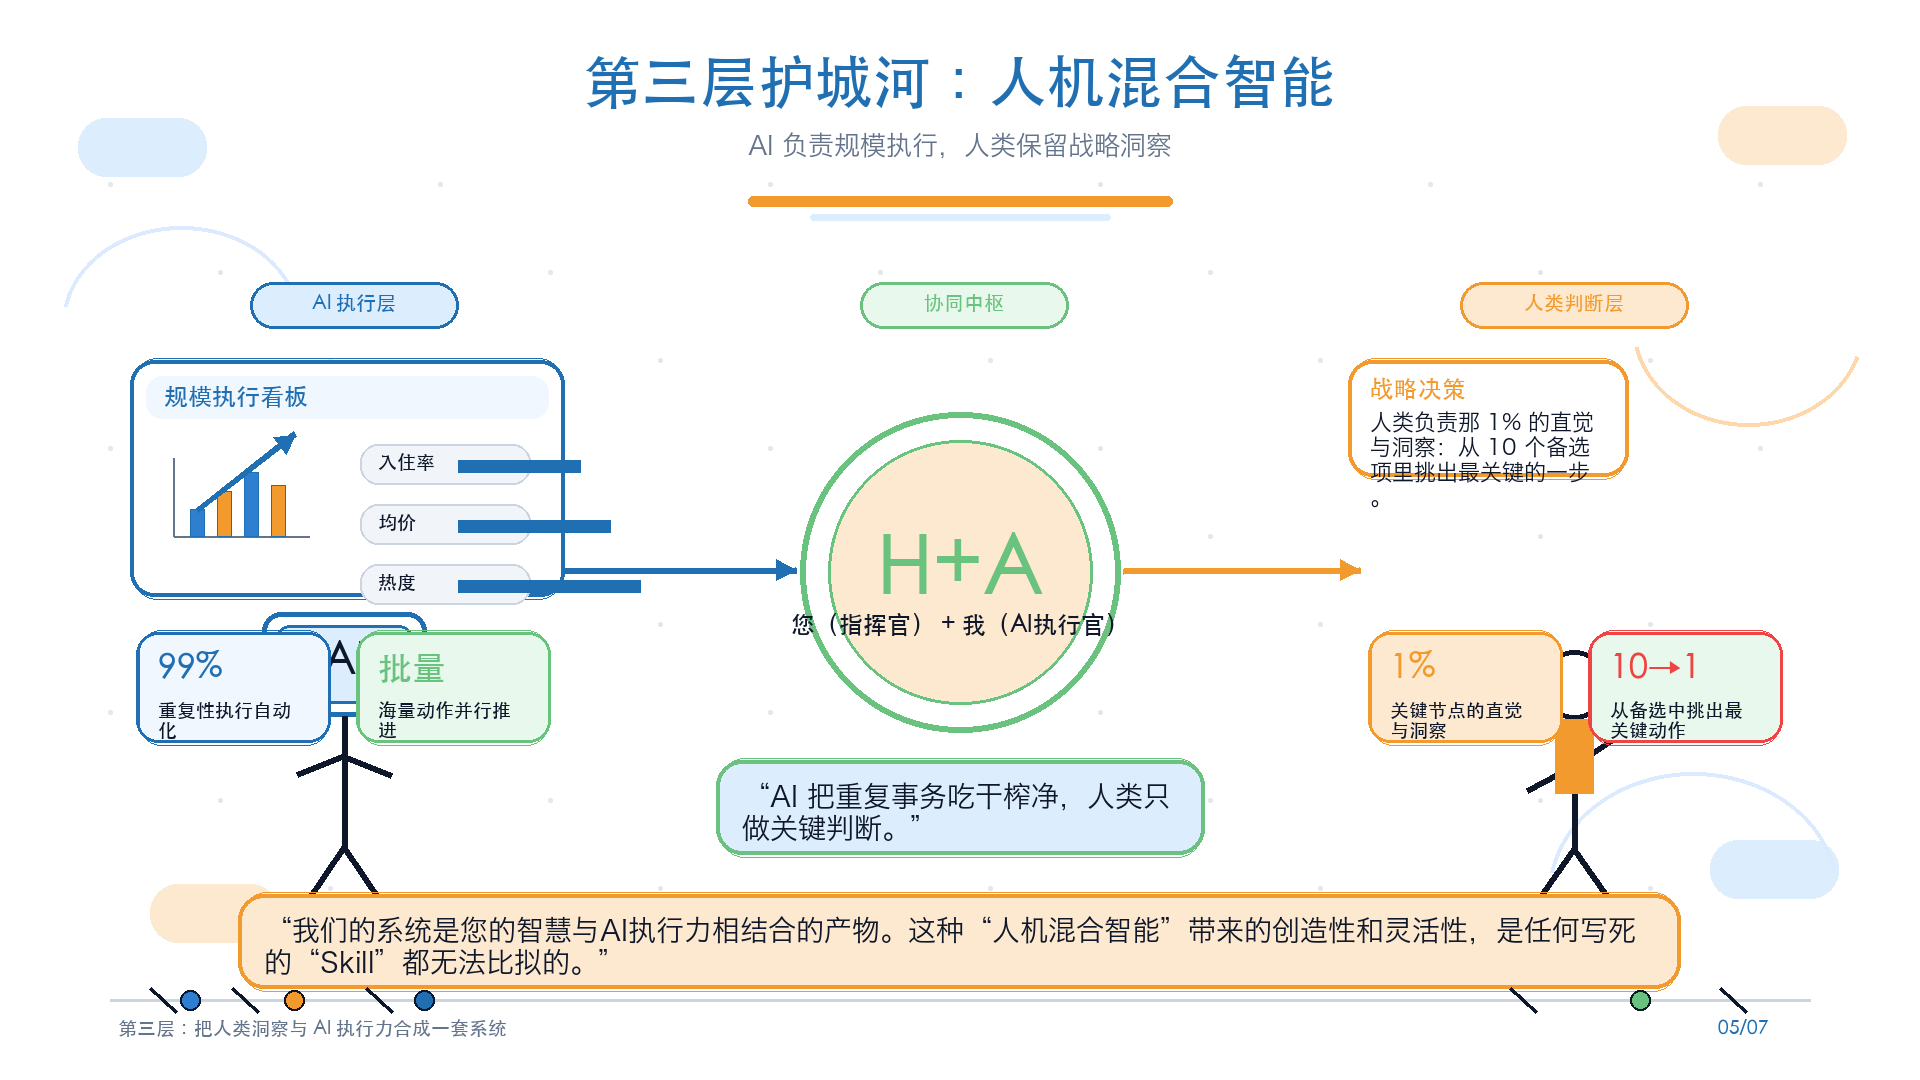 第三层护城河：人机混合智能
AI 负责规模执行，人类保留战略洞察
AI 执行层
协同中枢
人类判断层
规模执行看板
入住率
均价
热度
战略决策
人类负责那 1% 的直觉
与洞察：从 10 个备选
项里挑出最关键的一步
。
H+A
您（指挥官）+ 我（AI执行官）
99%
重复性执行自动
化
A
批量
海量动作并行推
进
1%
关键节点的直觉
与洞察
10→1
从备选中挑出最
关键动作
“AI 把重复事务吃干榨净，人类只
做关键判断。”
“我们的系统是您的智慧与AI执行力相结合的产物。这种“人机混合智能”带来的创造性和灵活性，是任何写死
的“Skill”都无法比拟的。”
第三层：把人类洞察与 AI 执行力合成一套系统
05/07